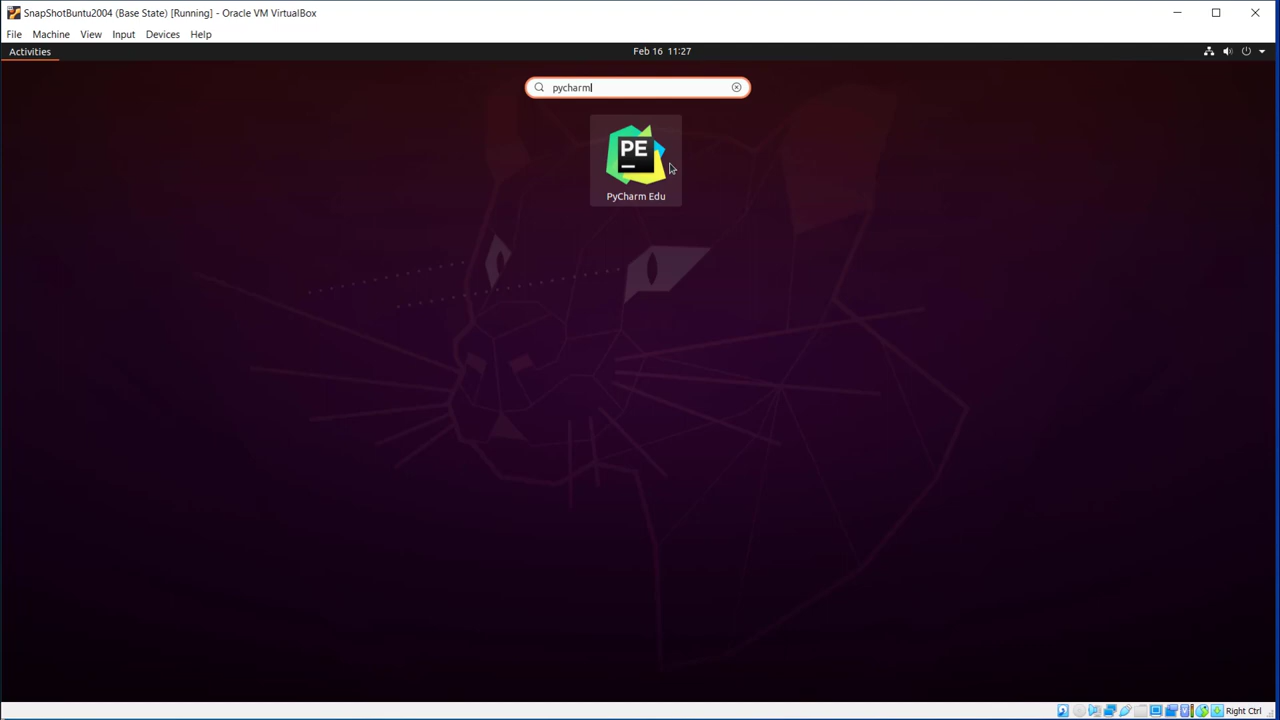 SnapShotBuntu2004 (Base State) [Running] - Oracle VM VirtualBox
File Machine View Input Devices Help
Activities
Feb 16 11:27
pycharm
PE
PyCharm Edu
Right Ctrl